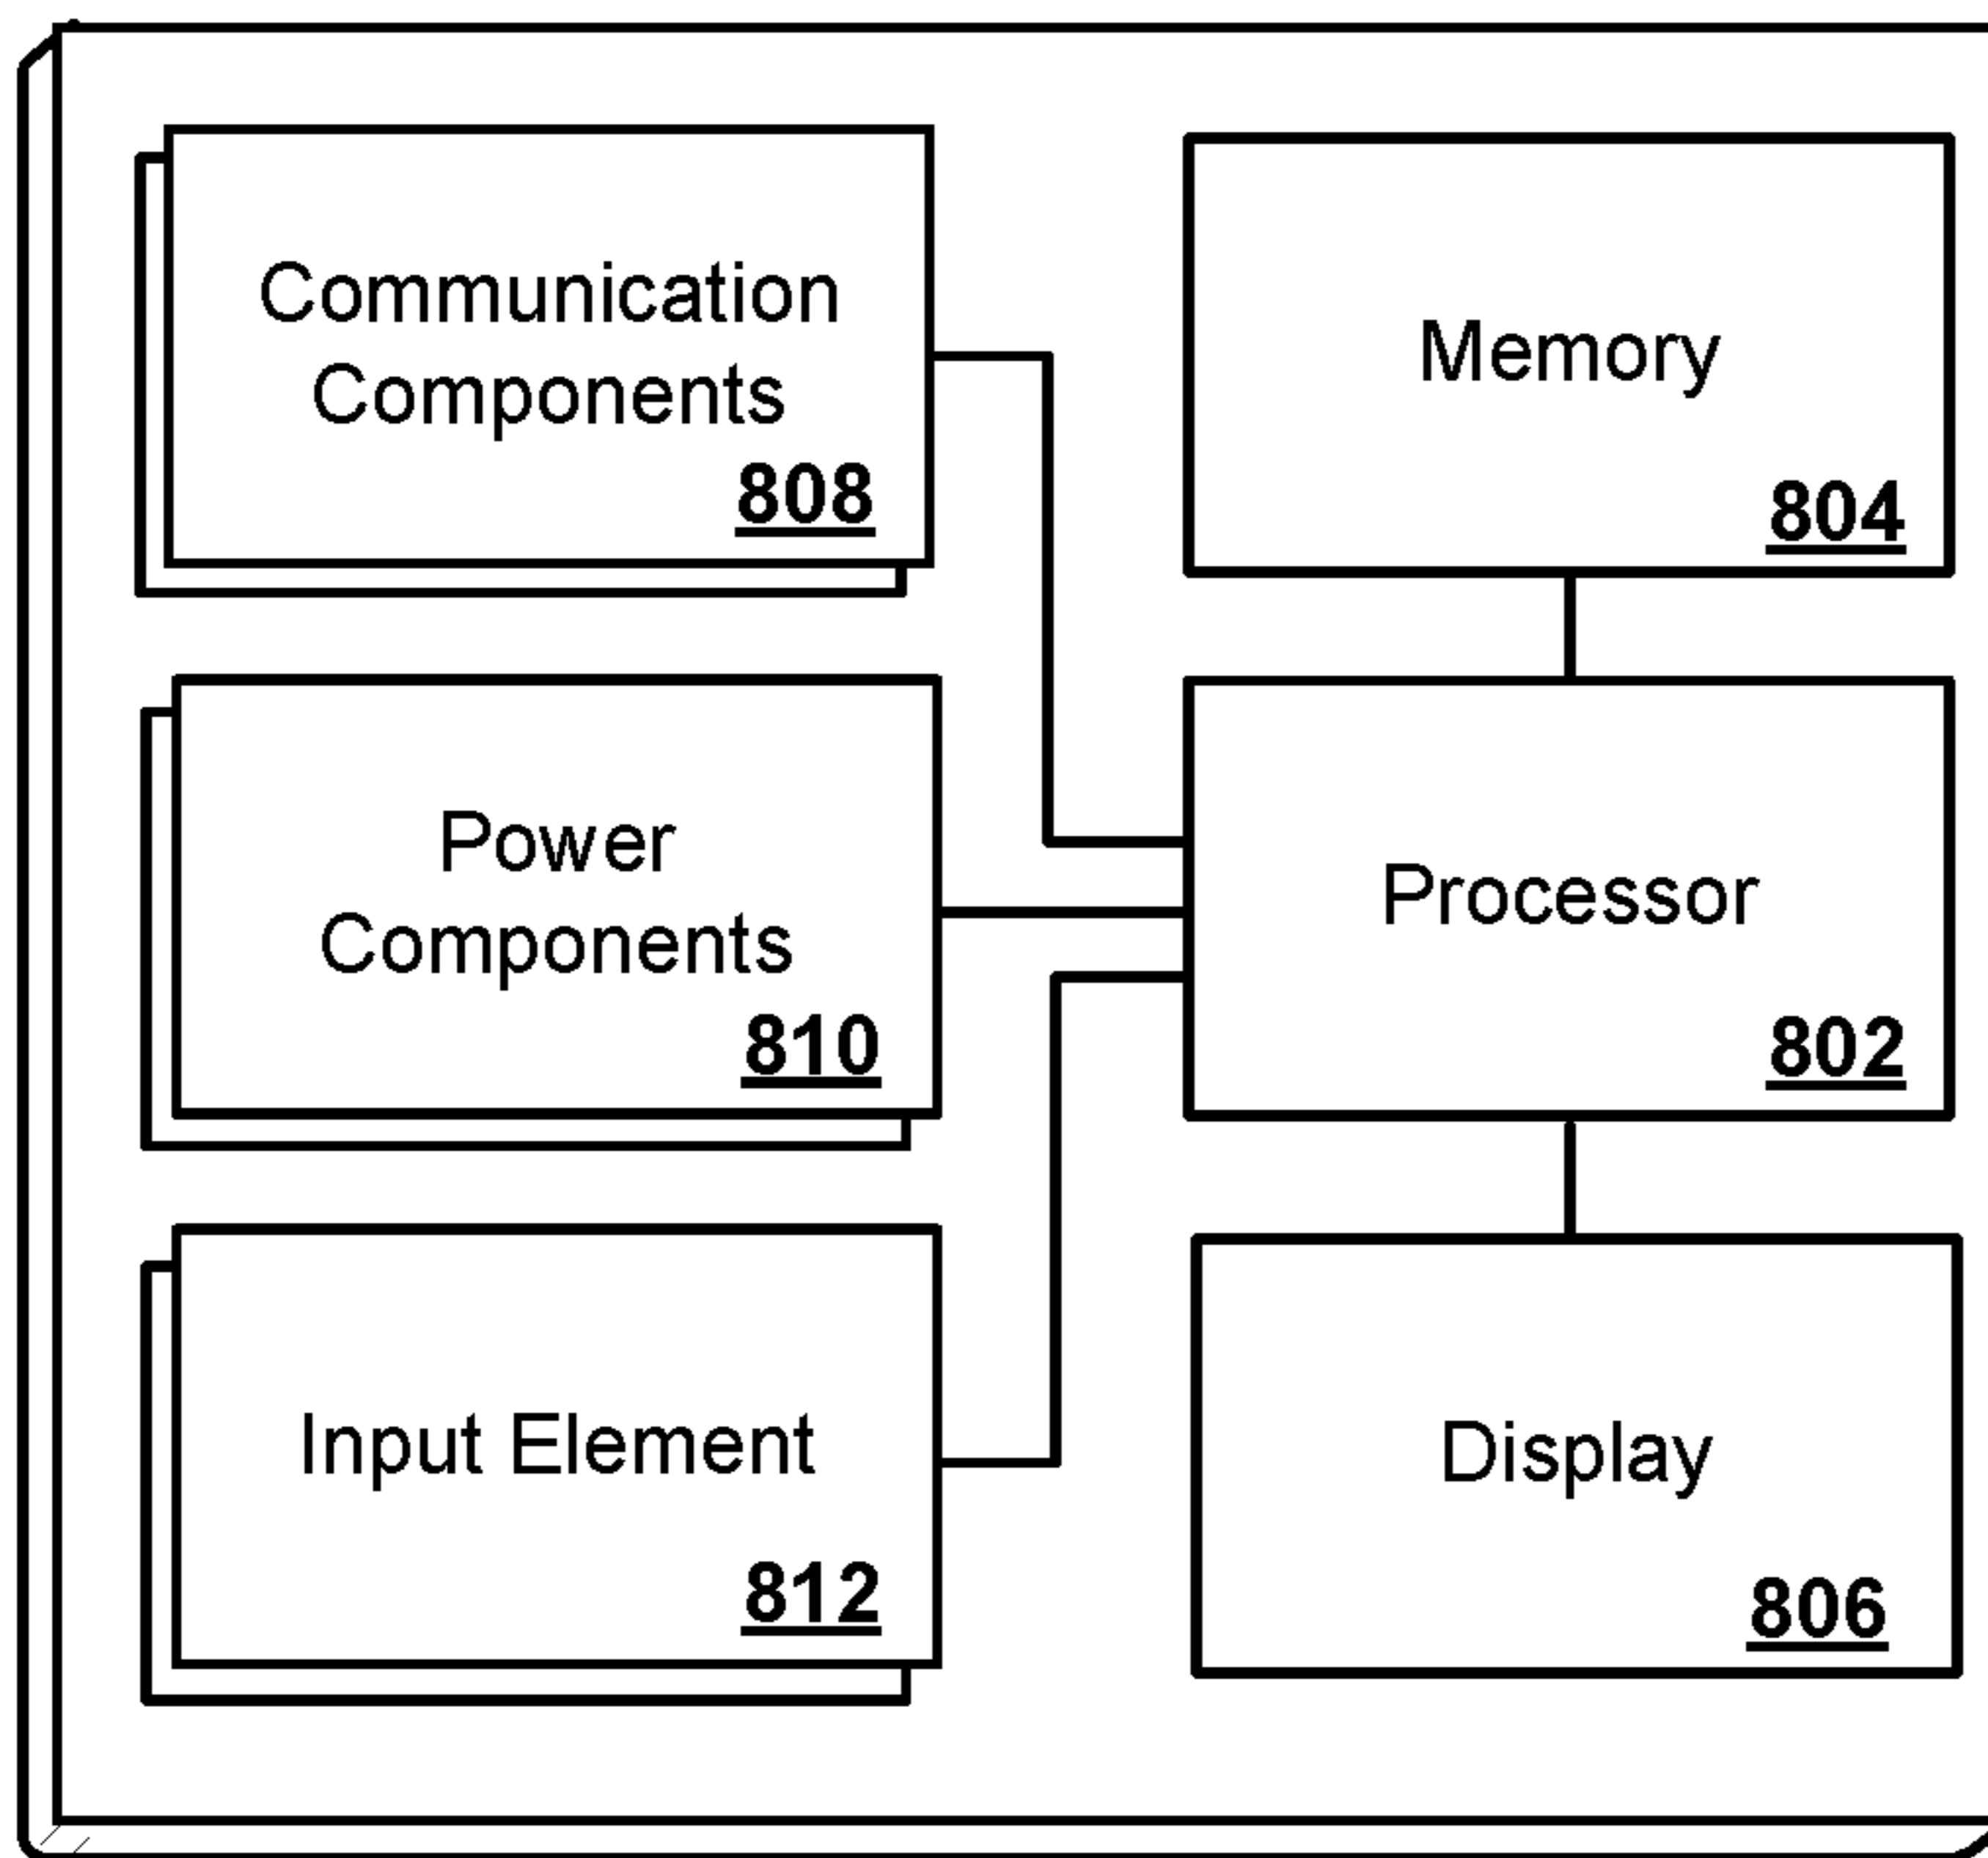 Communication
Components
808
Memory
804
Power
Components
810
Processor
802
Input Element
812
Display
806